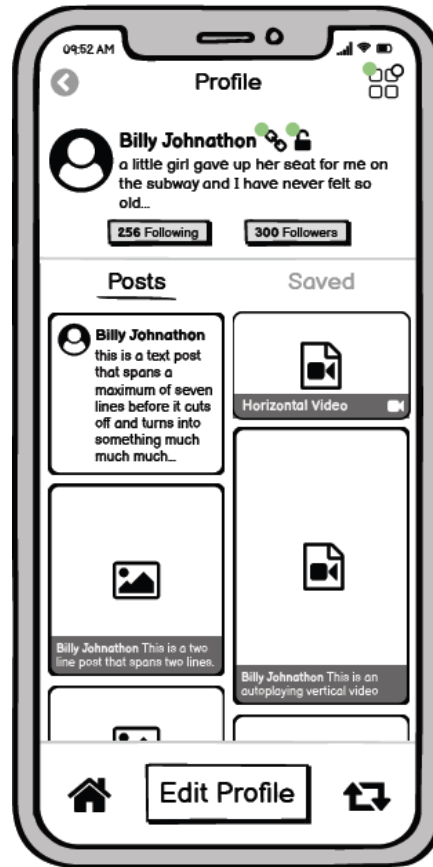 09:52 AM
Profile
Billy Johnathon
a little girl gave up her seat for me on
the subway and I have never felt so
old...
256 Following
300 Followers
Posts
Saved
Billy Johnathon
this is a text post
that spans a
maximum of seven
lines before it cuts
off and turns into
something much
much much...
Horizontal Video
Billy Johnathon This is a two
line post that spans two lines.
Billy Johnathon This is an
autoplaying vertical video
Edit Profile